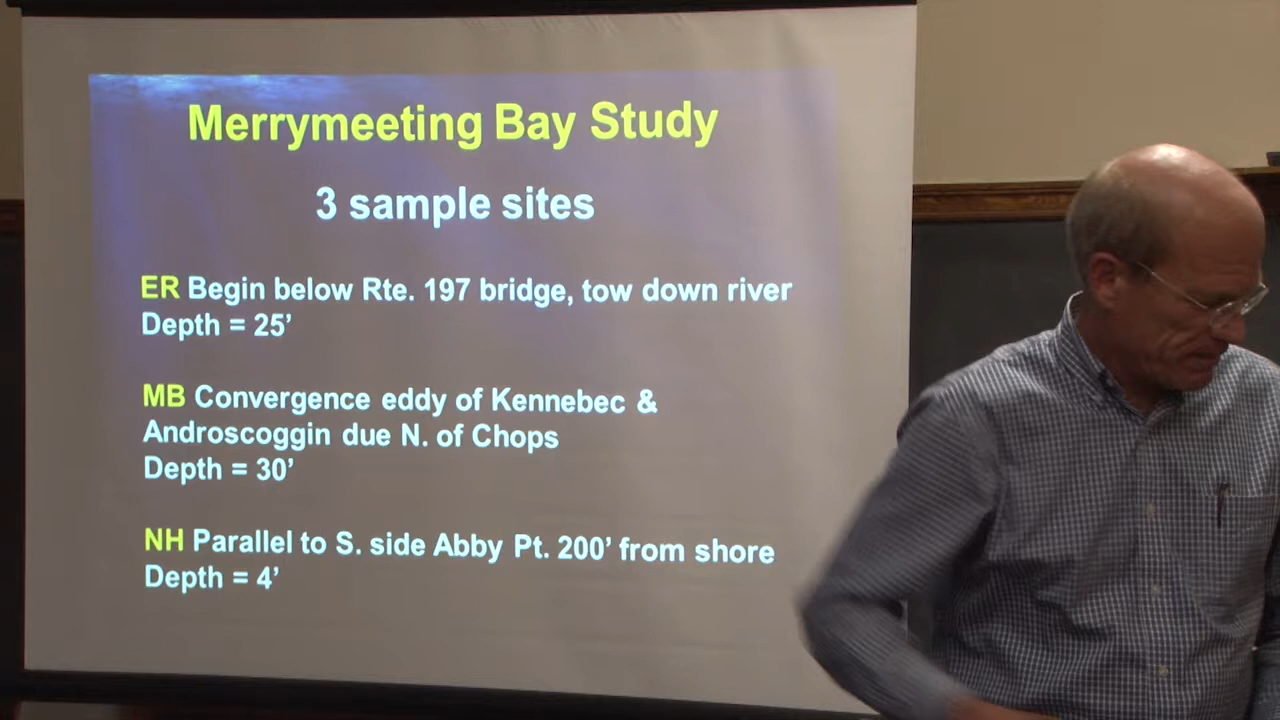 Merrymeeting Bay Study
3 sample sites
ER Begin below Rte. 197 bridge, tow down river
Depth = 25’
MB Convergence eddy of Kennebec &
Androscoggin due N. of Chops
Depth = 30’
NH Parallel to S. side Abby Pt. 200’ from shore
Depth = 4’